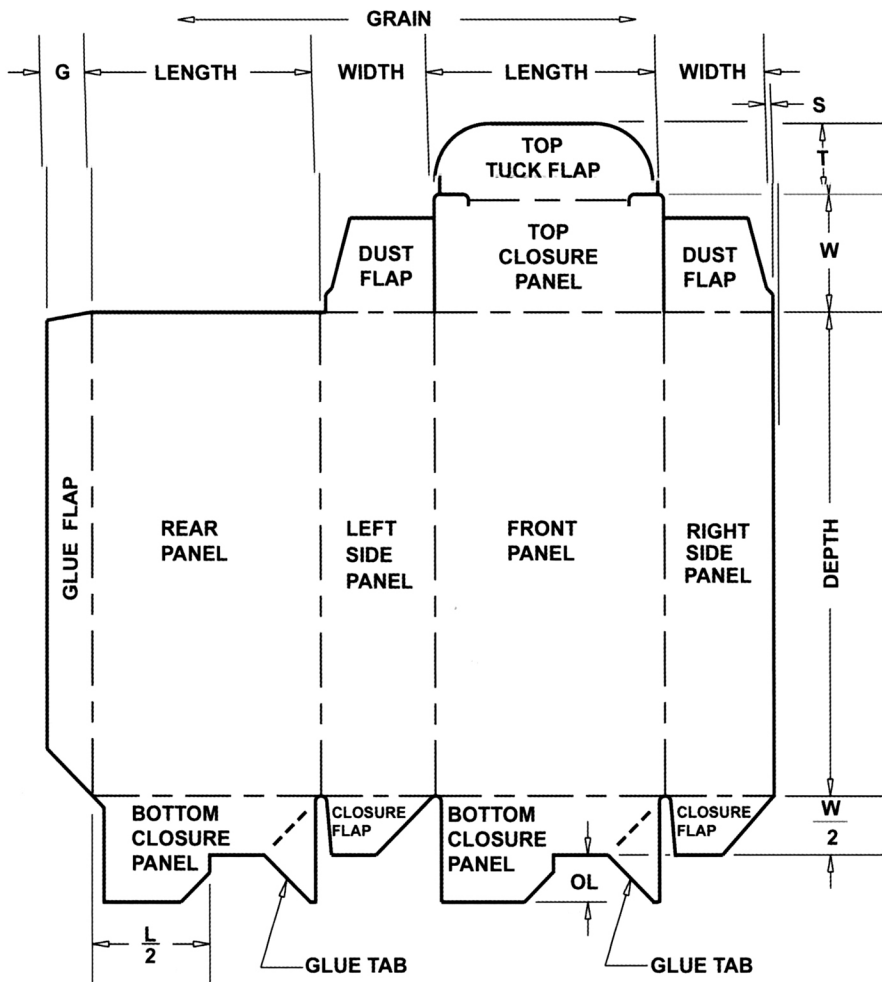 GRAIN
G
LENGTH
WIDTH
LENGTH
WIDTH
S
TOP
TUCK FLAP
T
DUST
FLAP
TOP
CLOSURE
PANEL
DUST
FLAP
W
GLUE FLAP
REAR
PANEL
LEFT
SIDE
PANEL
FRONT
PANEL
RIGHT
SIDE
PANEL
DEPTH
BOTTOM
CLOSURE
PANEL
CLOSURE
FLAP
BOTTOM
CLOSURE
PANEL
CLOSURE
FLAP
W
2
OL
L
2
GLUE TAB
GLUE TAB